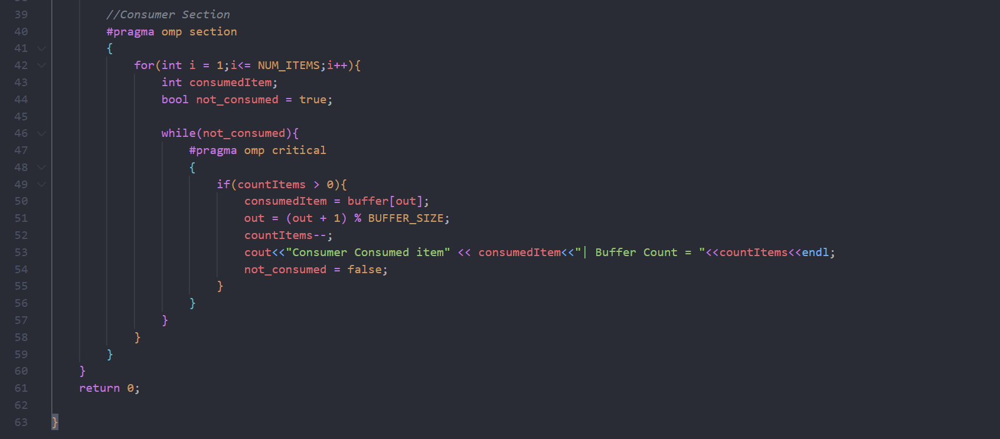 39 //Consumer Section
40 #pragma omp section
41 {
42 for(int i = 1;i<= NUM_ITEMS;i++){
43 int consumedItem;
44 bool not_consumed = true;
45
46 while(not_consumed){
47 #pragma omp critical
48 {
49 if(countItems > 0){
50 consumedItem = buffer[out];
51 out = (out + 1) % BUFFER_SIZE;
52 countItems--;
53 cout<<"Consumer Consumed item" << consumedItem<<"| Buffer Count = "<<countItems<<endl;
54 not_consumed = false;
55 }
56 }
57 }
58 }
59 }
60 }
61 return 0;
62
63 }